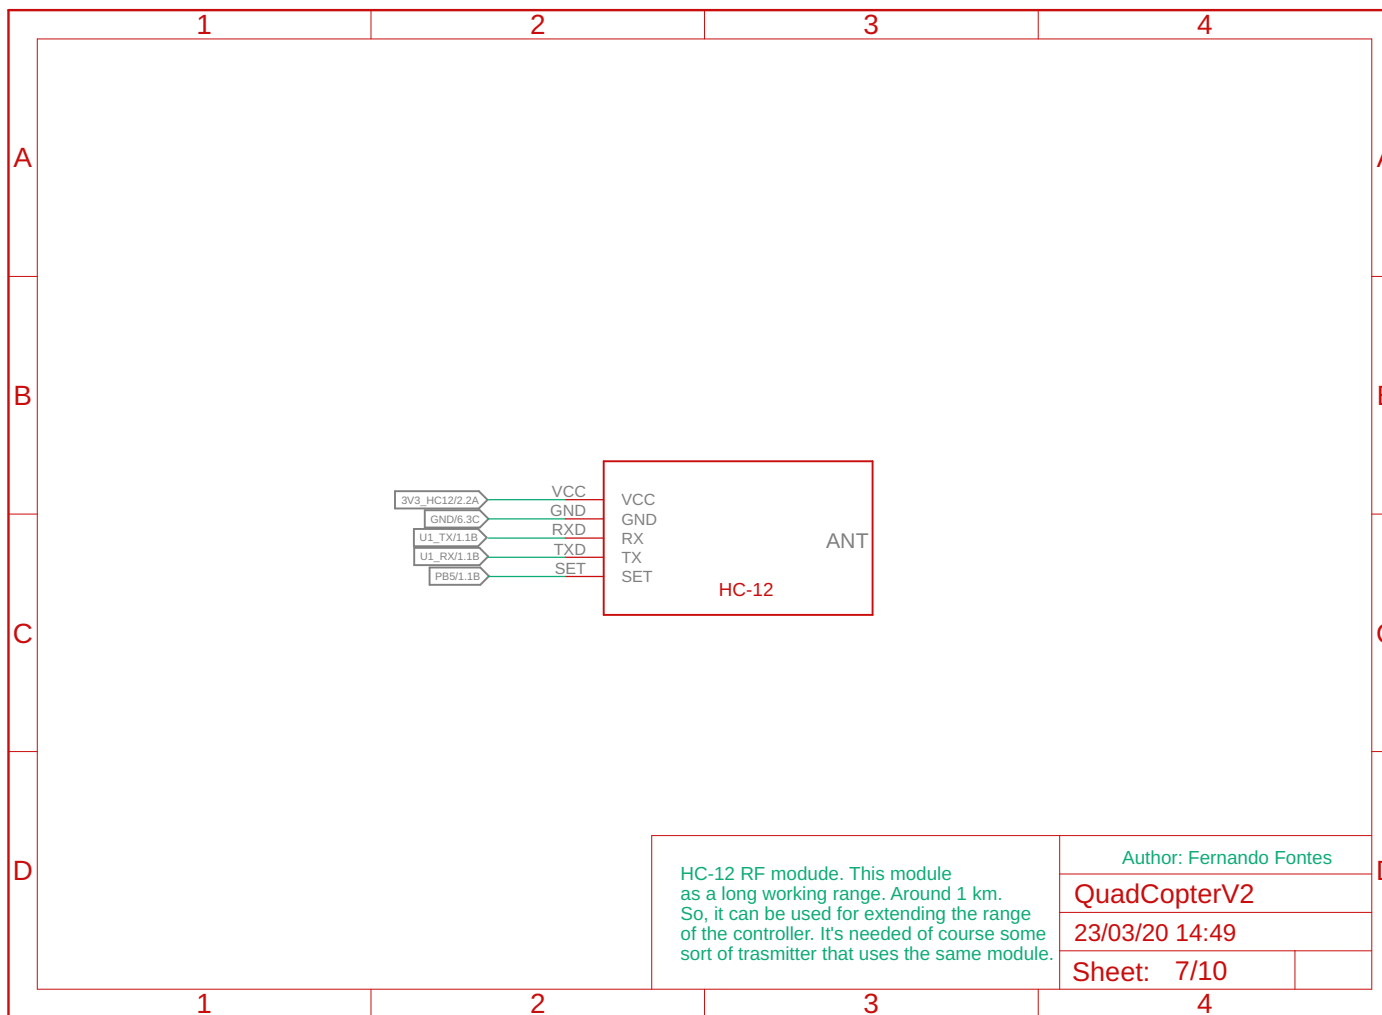 1 2 3 4
A
B
C
D
3V3_HC12/2.2A VCC VCC
GND/6.3C GND GND
U1_TX/1.1B RXD RX
U1_RX/1.1B TXD TX
PB5/1.1B SET SET
ANT
HC-12
HC-12 RF modude. This module
as a long working range. Around 1 km.
So, it can be used for extending the range
of the controller. It's needed of course some
sort of trasmitter that uses the same module.
Author: Fernando Fontes
QuadCopterV2
23/03/20 14:49
Sheet: 7/10
1 2 3 4